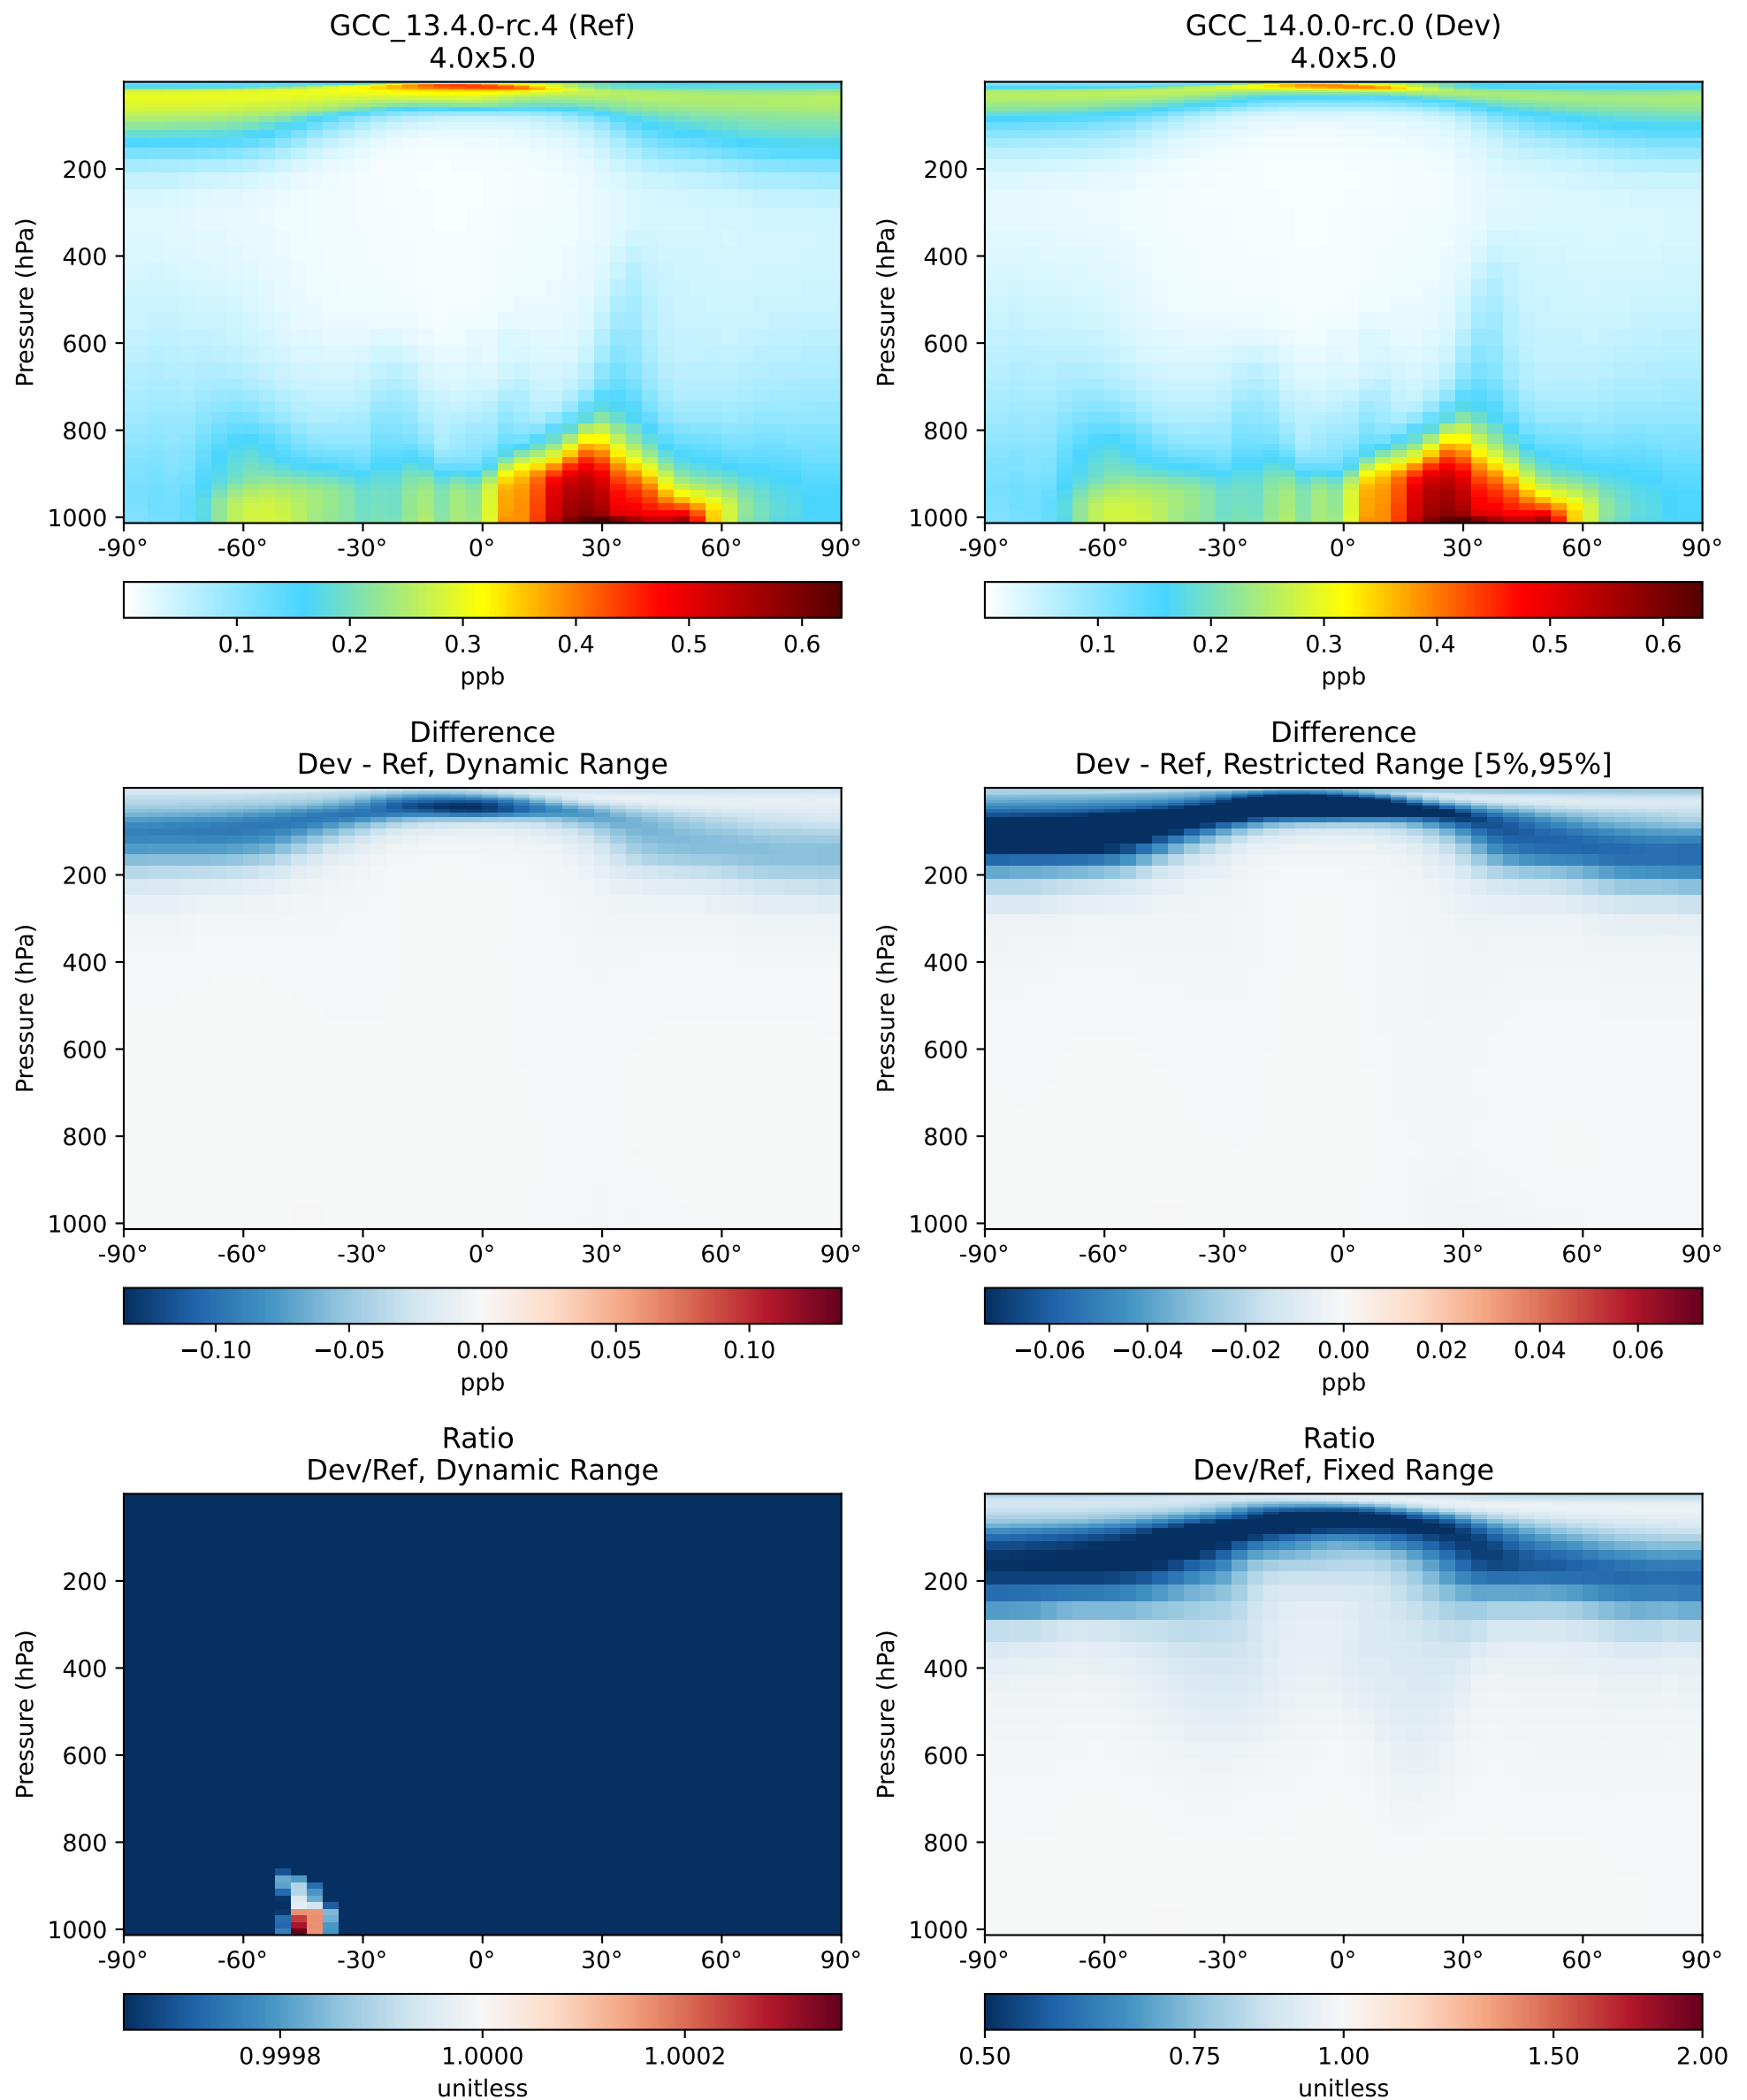 GCC_13.4.0-rc.4 (Ref)
4.0x5.0
Pressure (hPa)
200
400
600
800
1000
-90° -60° -30° 0° 30° 60° 90°
0.1 0.2 0.3 0.4 0.5 0.6
ppb
GCC_14.0.0-rc.0 (Dev)
4.0x5.0
Pressure (hPa)
200
400
600
800
1000
-90° -60° -30° 0° 30° 60° 90°
0.1 0.2 0.3 0.4 0.5 0.6
ppb
Difference
Dev - Ref, Dynamic Range
Pressure (hPa)
200
400
600
800
1000
-90° -60° -30° 0° 30° 60° 90°
−0.10 −0.05 0.00 0.05 0.10
ppb
Difference
Dev - Ref, Restricted Range [5%,95%]
Pressure (hPa)
200
400
600
800
1000
-90° -60° -30° 0° 30° 60° 90°
−0.06 −0.04 −0.02 0.00 0.02 0.04 0.06
ppb
Ratio
Dev/Ref, Dynamic Range
Pressure (hPa)
200
400
600
800
1000
-90° -60° -30° 0° 30° 60° 90°
0.9998 1.0000 1.0002
unitless
Ratio
Dev/Ref, Fixed Range
Pressure (hPa)
200
400
600
800
1000
-90° -60° -30° 0° 30° 60° 90°
0.50 0.75 1.00 1.50 2.00
unitless